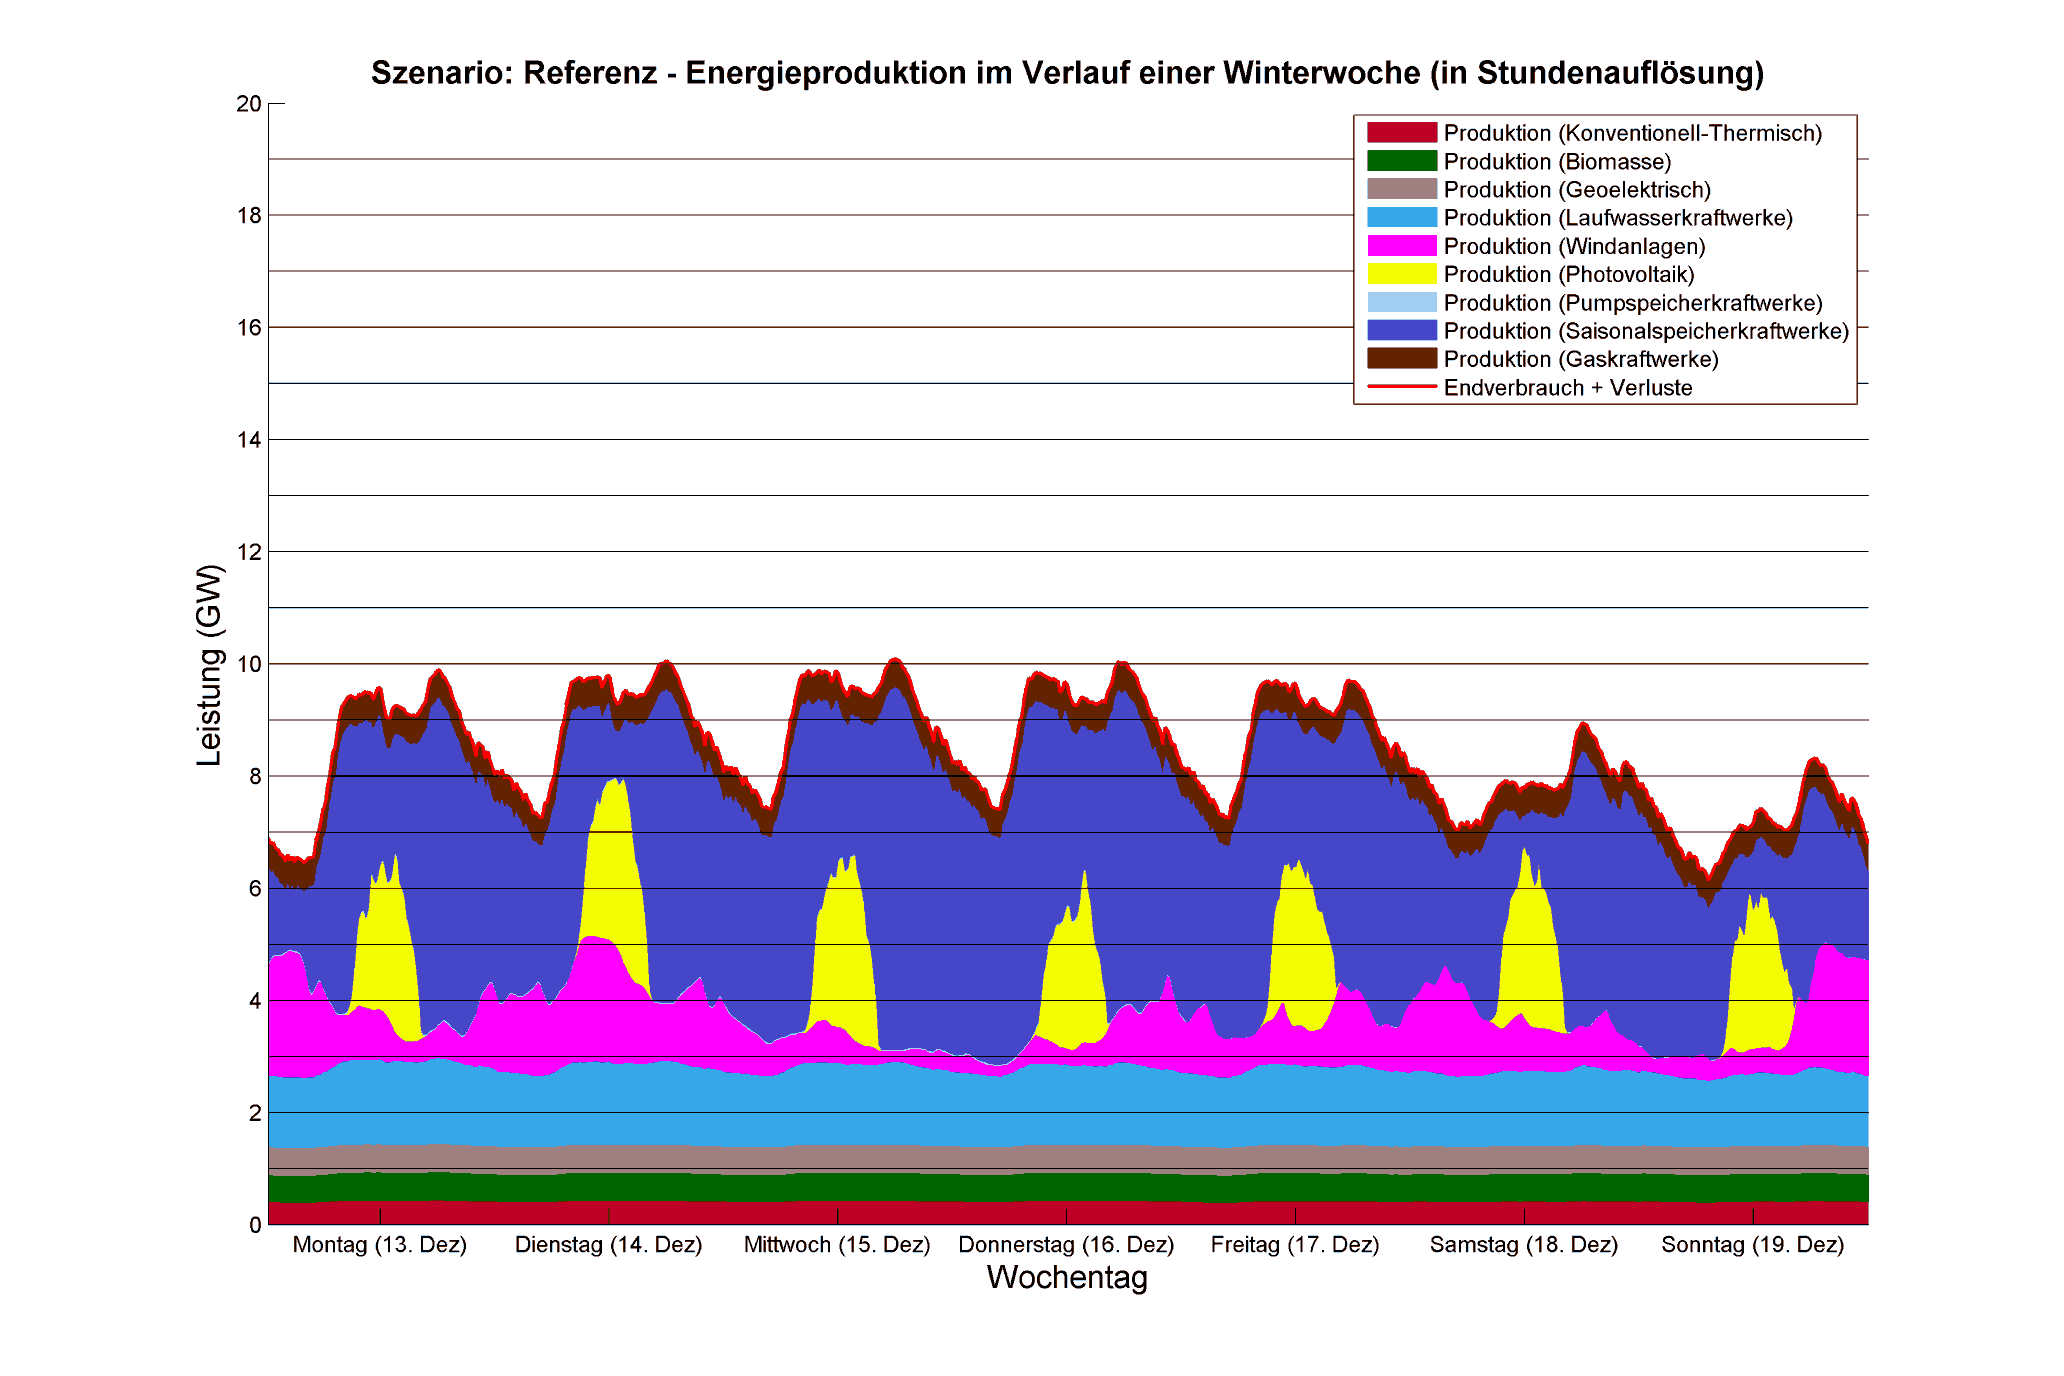 Szenario: Referenz - Energieproduktion im Verlauf einer Winterwoche (in Stundenauflösung)
20
18
16
14
12
10
8
6
4
2
0
Leistung (GW)
Produktion (Konventionell-Thermisch)
Produktion (Biomasse)
Produktion (Geoelektrisch)
Produktion (Laufwasserkraftwerke)
Produktion (Windanlagen)
Produktion (Photovoltaik)
Produktion (Pumpspeicherkraftwerke)
Produktion (Saisonalspeicherkraftwerke)
Produktion (Gaskraftwerke)
Endverbrauch + Verluste
Montag (13. Dez) Dienstag (14. Dez) Mittwoch (15. Dez) Donnerstag (16. Dez) Freitag (17. Dez) Samstag (18. Dez) Sonntag (19. Dez)
Wochentag